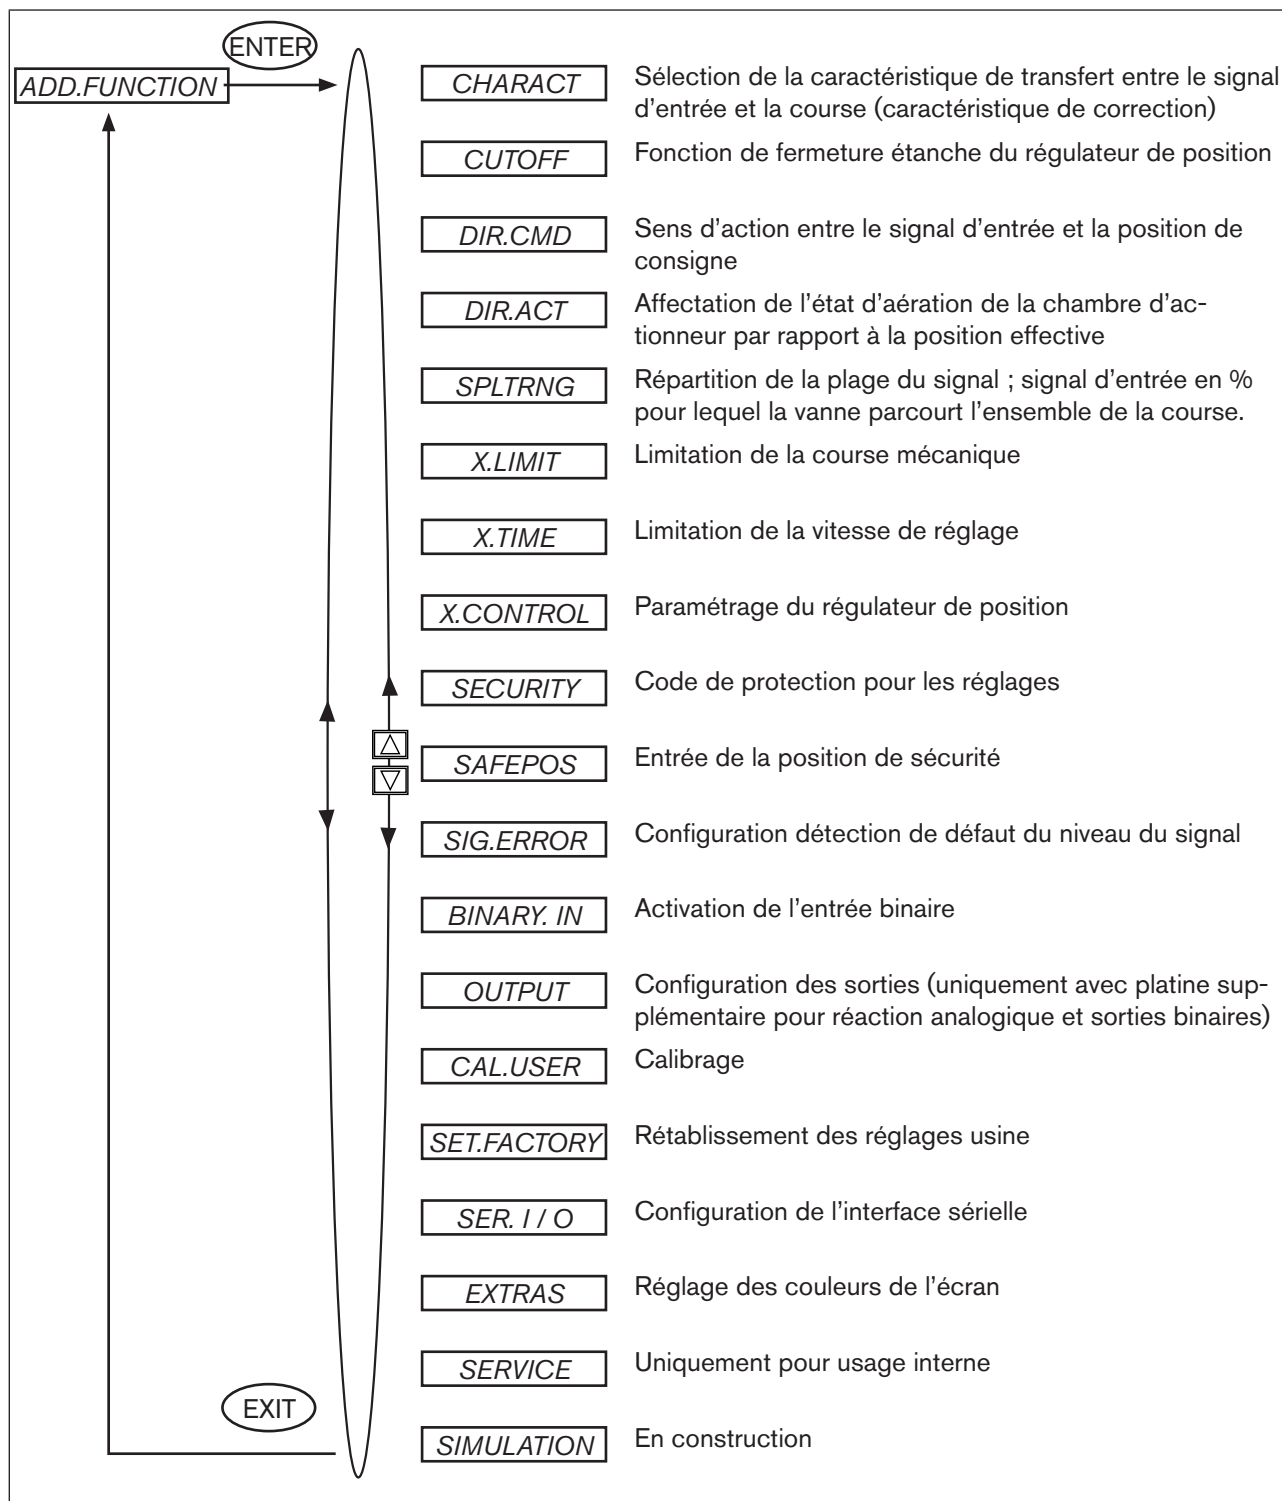 ENTER
ADD.FUNCTION
CHARACT
Sélection de la caractéristique de transfert entre le signal
d'entrée et la course (caractéristique de correction)
CUTOFF
Fonction de fermeture étanche du régulateur de position
DIR.CMD
Sens d'action entre le signal d'entrée et la position de
consigne
DIR.ACT
Affectation de l'état d'aération de la chambre d'ac-
tionneur par rapport à la position effective
SPLTRNG
Répartition de la plage du signal ; signal d'entrée en %
pour lequel la vanne parcourt l'ensemble de la course.
X.LIMIT
Limitation de la course mécanique
X.TIME
Limitation de la vitesse de réglage
X.CONTROL
Paramétrage du régulateur de position
SECURITY
Code de protection pour les réglages
SAFEPOS
Entrée de la position de sécurité
SIG.ERROR
Configuration détection de défaut du niveau du signal
BINARY. IN
Activation de l'entrée binaire
OUTPUT
Configuration des sorties (uniquement avec platine sup-
plémentaire pour réaction analogique et sorties binaires)
CAL.USER
Calibrage
SET.FACTORY
Rétablissement des réglages usine
SER. I / O
Configuration de l'interface sérielle
EXTRAS
Réglage des couleurs de l'écran
SERVICE
Uniquement pour usage interne
EXIT
SIMULATION
En construction